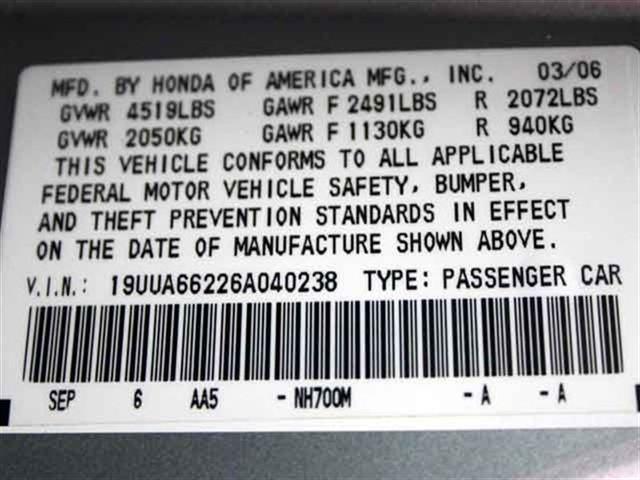 MFD. BY HONDA OF AMERICA MFG., INC. 03/06
GVWR 4519LBS GAWR F 2491LBS R 2072LBS
GVWR 2050KG GAWR F 1130KG R 940KG
THIS VEHICLE CONFORMS TO ALL APPLICABLE
FEDERAL MOTOR VEHICLE SAFETY, BUMPER,
AND THEFT PREVENTION STANDARDS IN EFFECT
ON THE DATE OF MANUFACTURE SHOWN ABOVE.
V.I.N.: 19UUA66226A040238 TYPE: PASSENGER CAR
SEP 6 AA5 - NH700M - A - A